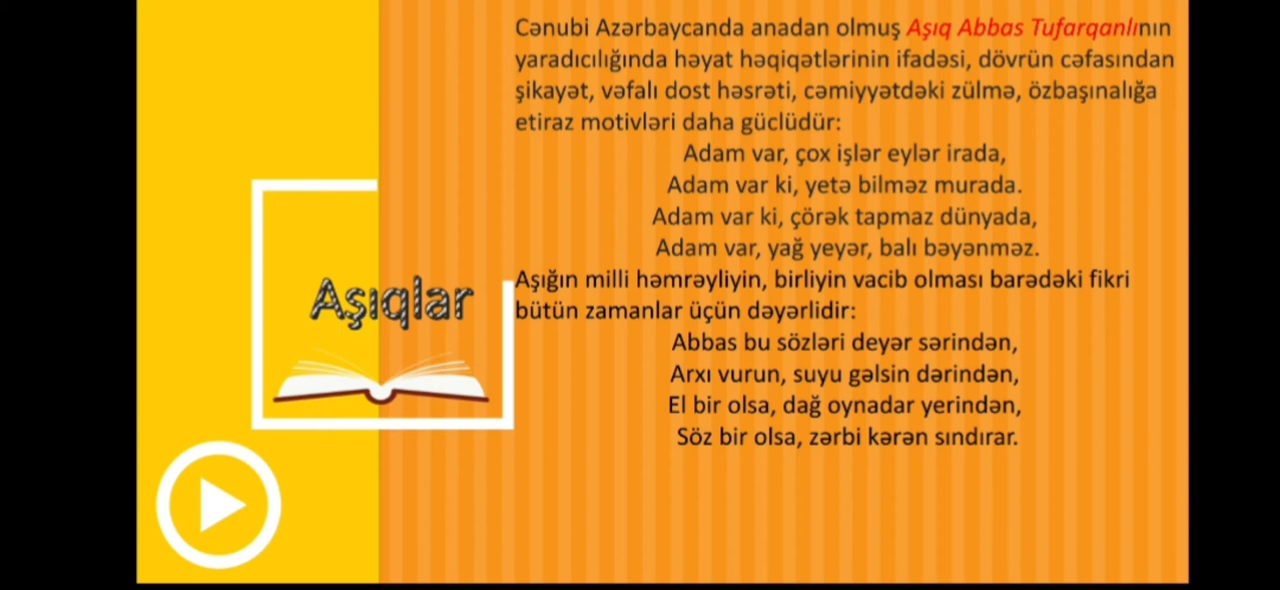 Cənubi Azərbaycanda anadan olmuş Aşıq Abbas Tufarqanlının
yaradıcılığında həyat həqiqətlərinin ifadəsi, dövrün cəfasından
şikayət, vəfalı dost həsrəti, cəmiyyətdəki zülmə, özbaşınalığa
etiraz motivləri daha güclüdür:
Adam var, çox işlər eylər irada,
Adam var ki, yetə bilməz murada.
Adam var ki, çörək tapmaz dünyada,
Adam var, yağ yeyər, balı bəyənməz.
Aşığın milli həmrəyliyin, birliyin vacib olması barədəki fikri
bütün zamanlar üçün dəyərlidir:
Abbas bu sözləri deyər sərindən,
Arxı vurun, suyu gəlsin dərindən,
El bir olsa, dağ oynadar yerindən,
Söz bir olsa, zərbi kərən sındırar.
Aşıqlar